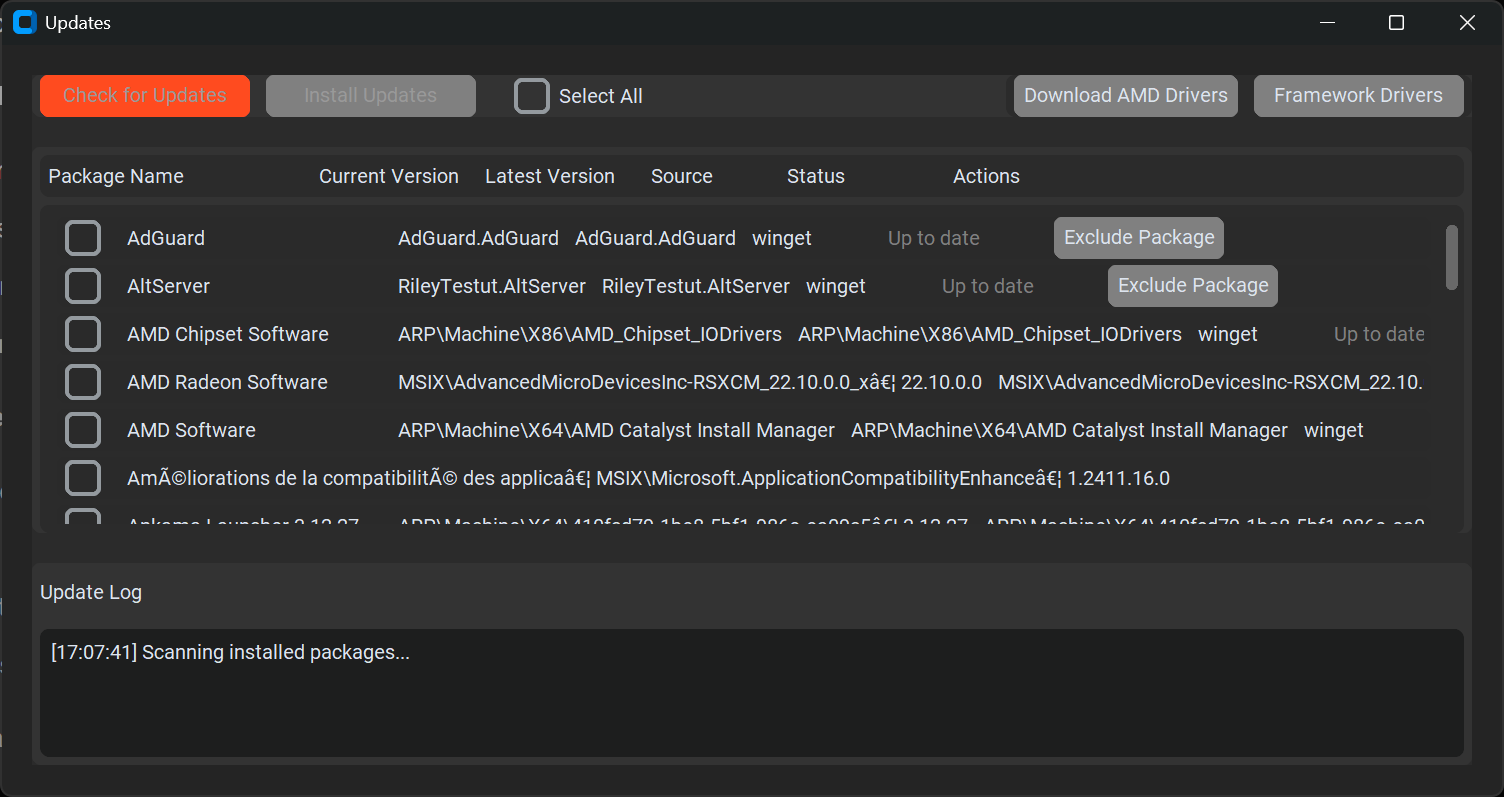 Updates
Check for Updates Install Updates Select All Download AMD Drivers Framework Drivers
Package Name Current Version Latest Version Source Status Actions
AdGuard AdGuard.AdGuard AdGuard.AdGuard winget Up to date Exclude Package
AltServer RileyTestut.AltServer RileyTestut.AltServer winget Up to date Exclude Package
AMD Chipset Software ARP\Machine\X86\AMD_Chipset_IODrivers ARP\Machine\X86\AMD_Chipset_IODrivers winget Up to date
AMD Radeon Software MSIX\AdvancedMicroDevicesInc-RSXCM_22.10.0.0_xâ€¦ 22.10.0.0 MSIX\AdvancedMicroDevicesInc-RSXCM_22.10.
AMD Software ARP\Machine\X64\AMD Catalyst Install Manager ARP\Machine\X64\AMD Catalyst Install Manager winget
AmÃ©liorations de la compatibilitÃ© des applicaâ€¦ MSIX\Microsoft.ApplicationCompatibilityEnhanceâ€¦ 1.2411.16.0
Update Log
[17:07:41] Scanning installed packages...